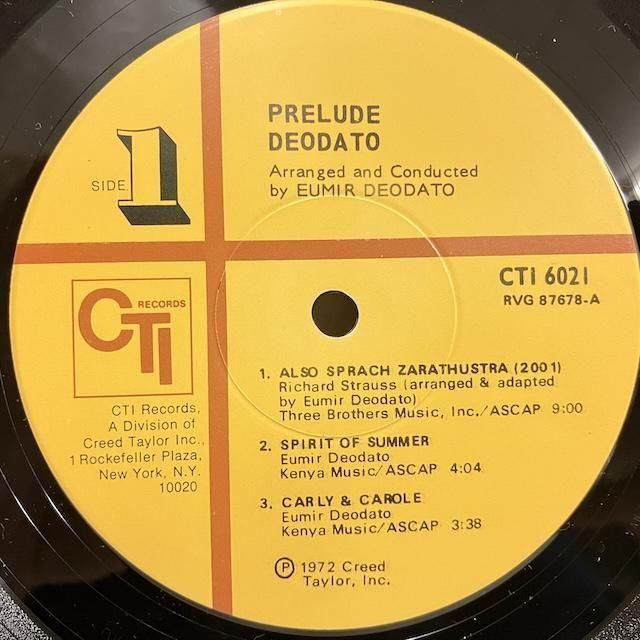 PRELUDE
DEODATO
Arranged and Conducted
by EUMIR DEODATO
SIDE 1
CTI RECORDS
CTI 6021
RVG 87678-A
CTI Records,
A Division of
Creed Taylor Inc.,
1 Rockefeller Plaza,
New York, N.Y.
10020
1. ALSO SPRACH ZARATHUSTRA (2001)
Richard Strauss (arranged & adapted
by Eumir Deodato)
Three Brothers Music, Inc./ASCAP 9:00
2. SPIRIT OF SUMMER
Eumir Deodato
Kenya Music/ASCAP 4:04
3. CARLY & CAROLE
Eumir Deodato
Kenya Music/ASCAP 3:38
℗ 1972 Creed
Taylor, Inc.